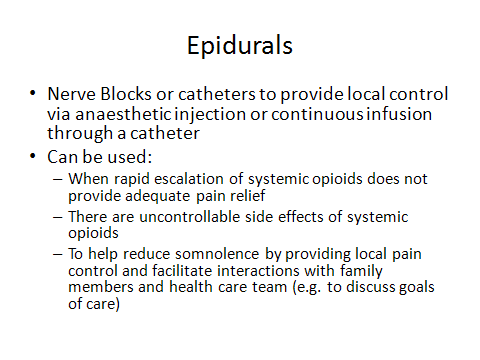 Epidurals
• Nerve Blocks or catheters to provide local control
via anaesthetic injection or continuous infusion
through a catheter
• Can be used:
– When rapid escalation of systemic opioids does not
provide adequate pain relief
– There are uncontrollable side effects of systemic
opioids
– To help reduce somnolence by providing local pain
control and facilitate interactions with family
members and health care team (e.g. to discuss goals
of care)